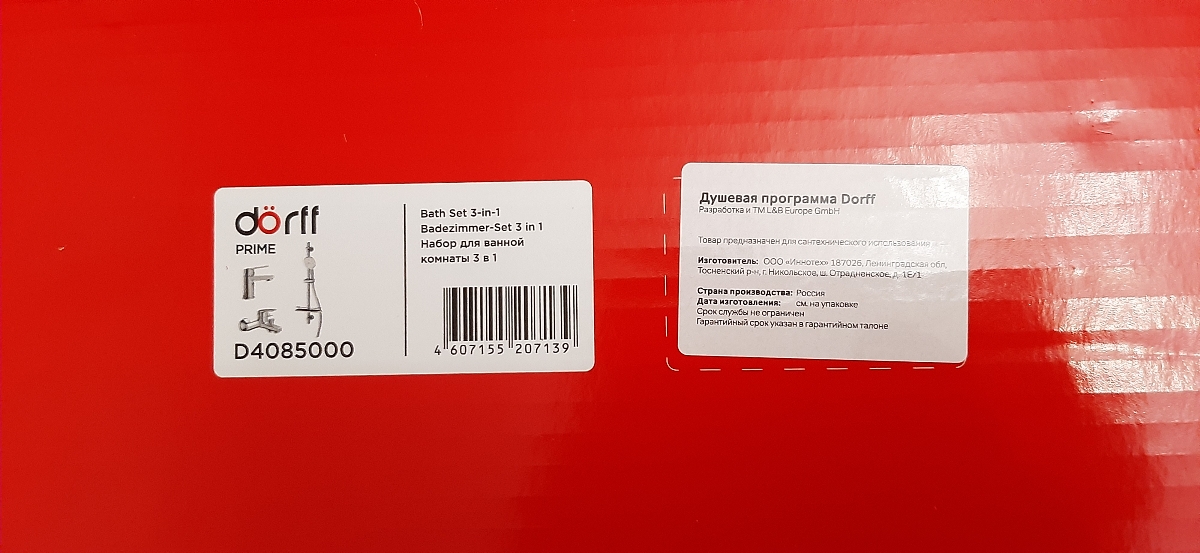 dörff
PRIME
D4085000
Bath Set 3-in-1
Badezimmer-Set 3 in 1
Набор для ванной
комнаты 3 в 1
4 607155 207139
Душевая программа Dorff
Разработка и ТМ L&B Europe GmbH
Товар предназначен для сантехнического использования
Изготовитель: ООО «Иннотех» 187026, Ленинградская обл,
Тосненский р-н, г. Никольское, ш. Отрадненское, д. 1Е/1
Страна производства: Россия
Дата изготовления: см. на упаковке
Срок службы не ограничен
Гарантийный срок указан в гарантийном талоне